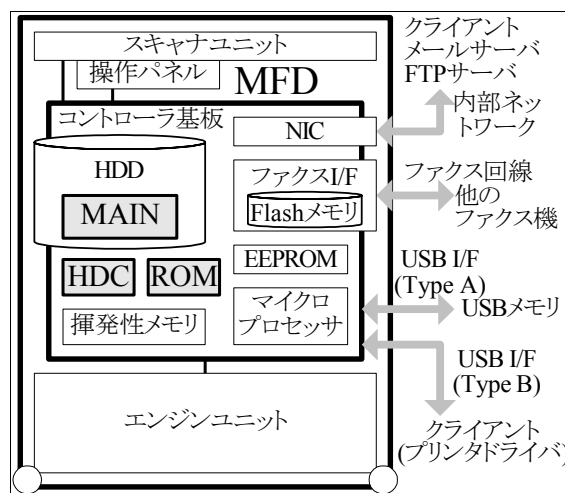 スキャナユニット
操作パネル
MFD
コントローラ基板
HDD
MAIN
HDC
ROM
揮発性メモリ
NIC
ファクスI/F
Flashメモリ
EEPROM
マイクロ
プロセッサ
エンジンユニット
クライアント
メールサーバ
FTPサーバ
内部ネッ
トワーク
ファクス回線
他の
ファクス機
USB I/F
(Type A)
USBメモリ
USB I/F
(Type B)
クライアント
(プリンタドライバ)